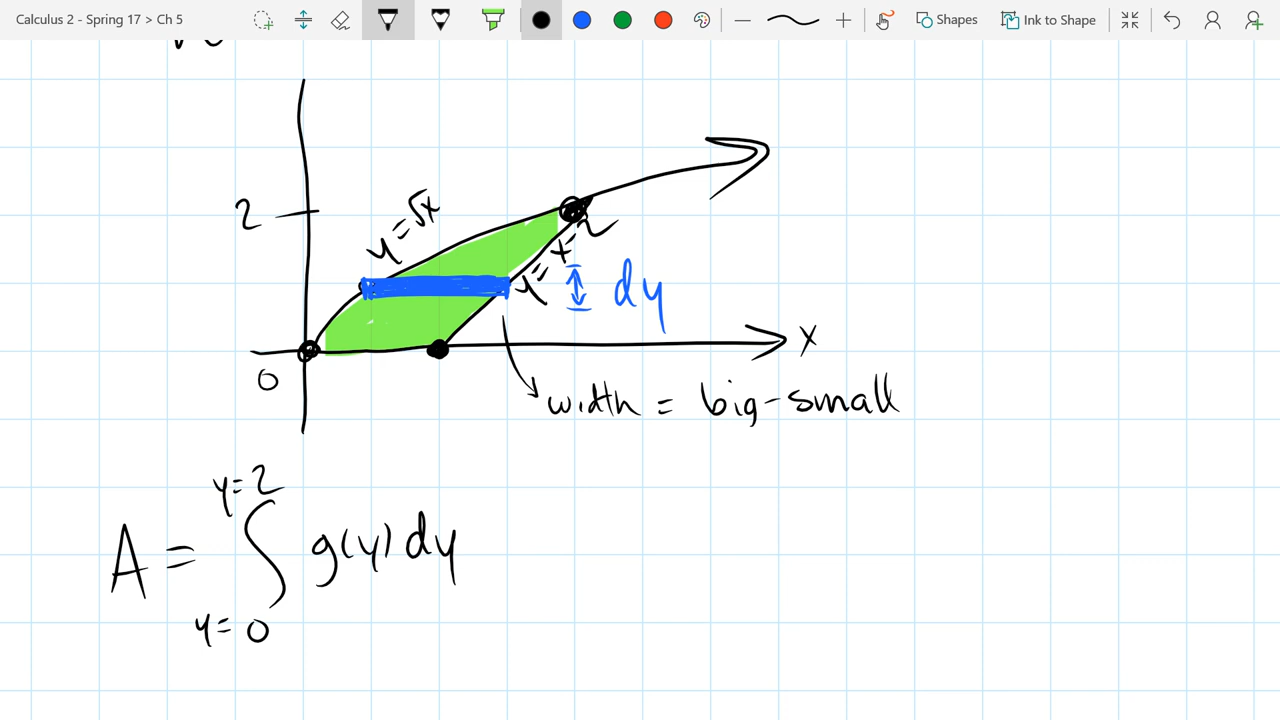 Calculus 2 - Spring 17 > Ch 5
Shapes
Ink to Shape
2
y = √x
y = x - 2
dy
x
0
width = big - small
y = 2
A = ∫ g(y) dy
y = 0